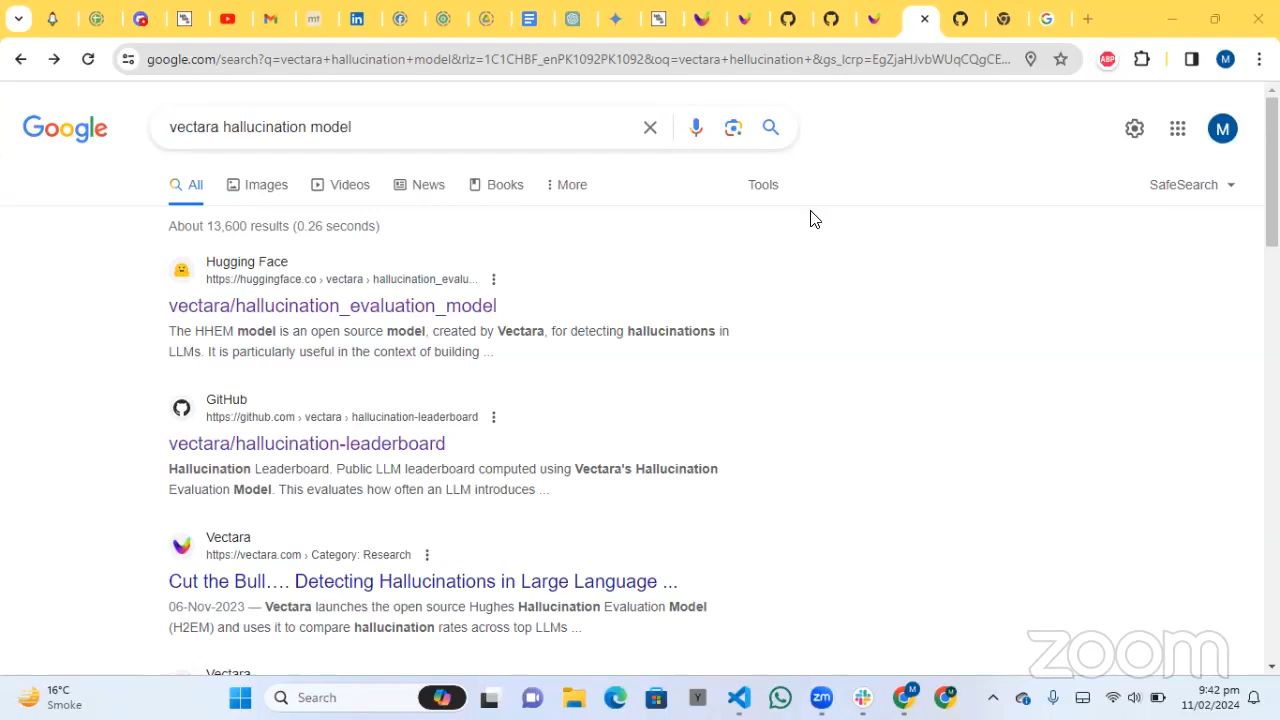 mt
in
ABP
M
google.com/search?q=vectara+hallucination+model&rlz=1C1CHBF_enPK1092PK1092&oq=vectara+hellucination+&gs_lcrp=EgZjaHJvbWUqCQgCE...
Google
vectara hallucination model
M
All
Images
Videos
News
Books
More
Tools
SafeSearch
About 13,600 results (0.26 seconds)
Hugging Face
https://huggingface.co › vectara › hallucination_evalu...
vectara/hallucination_evaluation_model
The HHEM model is an open source model, created by Vectara, for detecting hallucinations in
LLMs. It is particularly useful in the context of building ...
GitHub
https://github.com › vectara › hallucination-leaderboard
vectara/hallucination-leaderboard
Hallucination Leaderboard. Public LLM leaderboard computed using Vectara's Hallucination
Evaluation Model. This evaluates how often an LLM introduces ...
Vectara
https://vectara.com › Category: Research
Cut the Bull…. Detecting Hallucinations in Large Language ...
06-Nov-2023 — Vectara launches the open source Hughes Hallucination Evaluation Model
(H2EM) and uses it to compare hallucination rates across top LLMs ...
Vectara
zoom
16°C
Smoke
Search
Y
zm
M
M
9:42 pm
11/02/2024